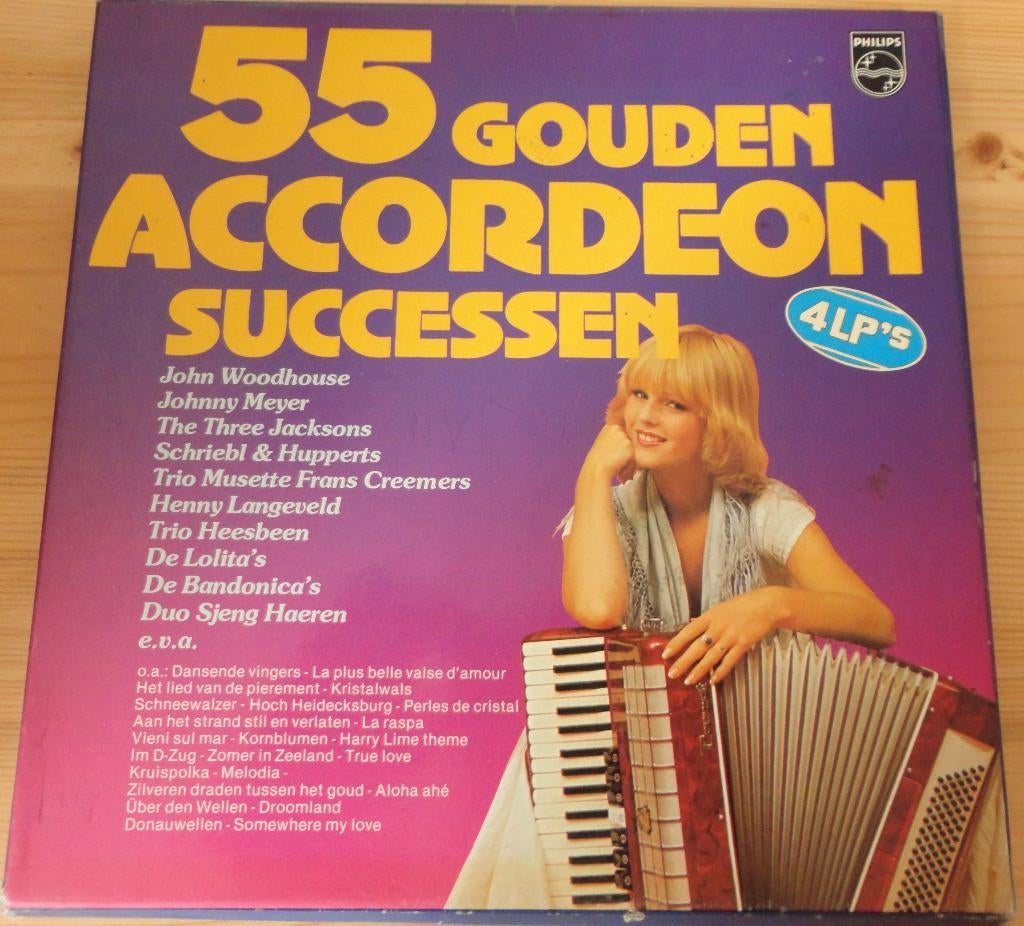 PHILIPS
55 GOUDEN
ACCORDEON
SUCCESSEN
4 LP's
John Woodhouse
Johnny Meyer
The Three Jacksons
Schriebl & Hupperts
Trio Musette Frans Creemers
Henny Langeveld
Trio Heesbeen
De Lolita's
De Bandonica's
Duo Sjeng Haeren
e.v.a.
o.a.: Dansende vingers - La plus belle valse d'amour
Het lied van de pierement - Kristalwals
Schneewalzer - Hoch Heidecksburg - Perles de cristal
Aan het strand stil en verlaten - La raspa
Vieni sul mar - Kornblumen - Harry Lime theme
Im D-Zug - Zomer in Zeeland - True love
Kruispolka - Melodia -
Zilveren draden tussen het goud - Aloha ahé
Über den Wellen - Droomland
Donauwellen - Somewhere my love